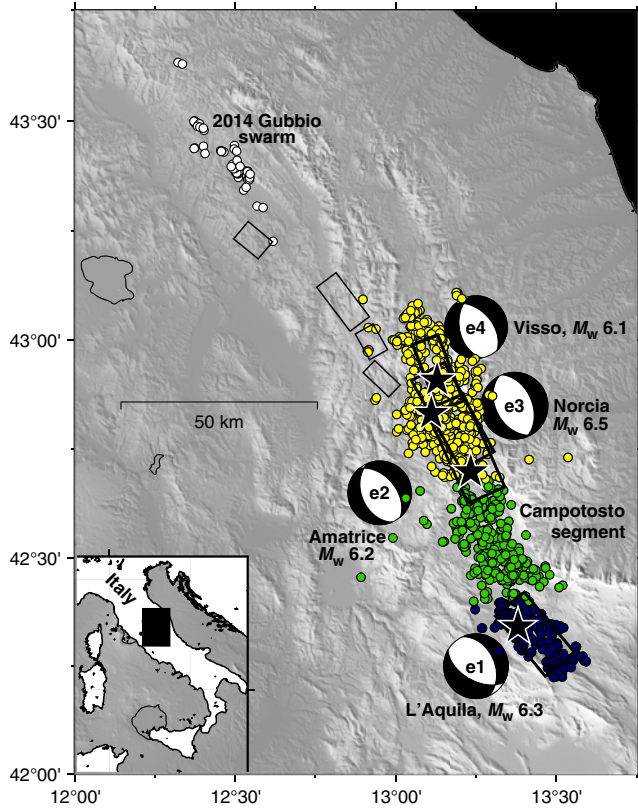 43°30'
2014 Gubbio
swarm
43°00'
e4
Visso, Mw 6.1
50 km
e3
Norcia
Mw 6.5
e2
Amatrice
Mw 6.2
Campotosto
segment
42°30'
Italy
e1
L'Aquila, Mw 6.3
42°00'
12°00'
12°30'
13°00'
13°30'